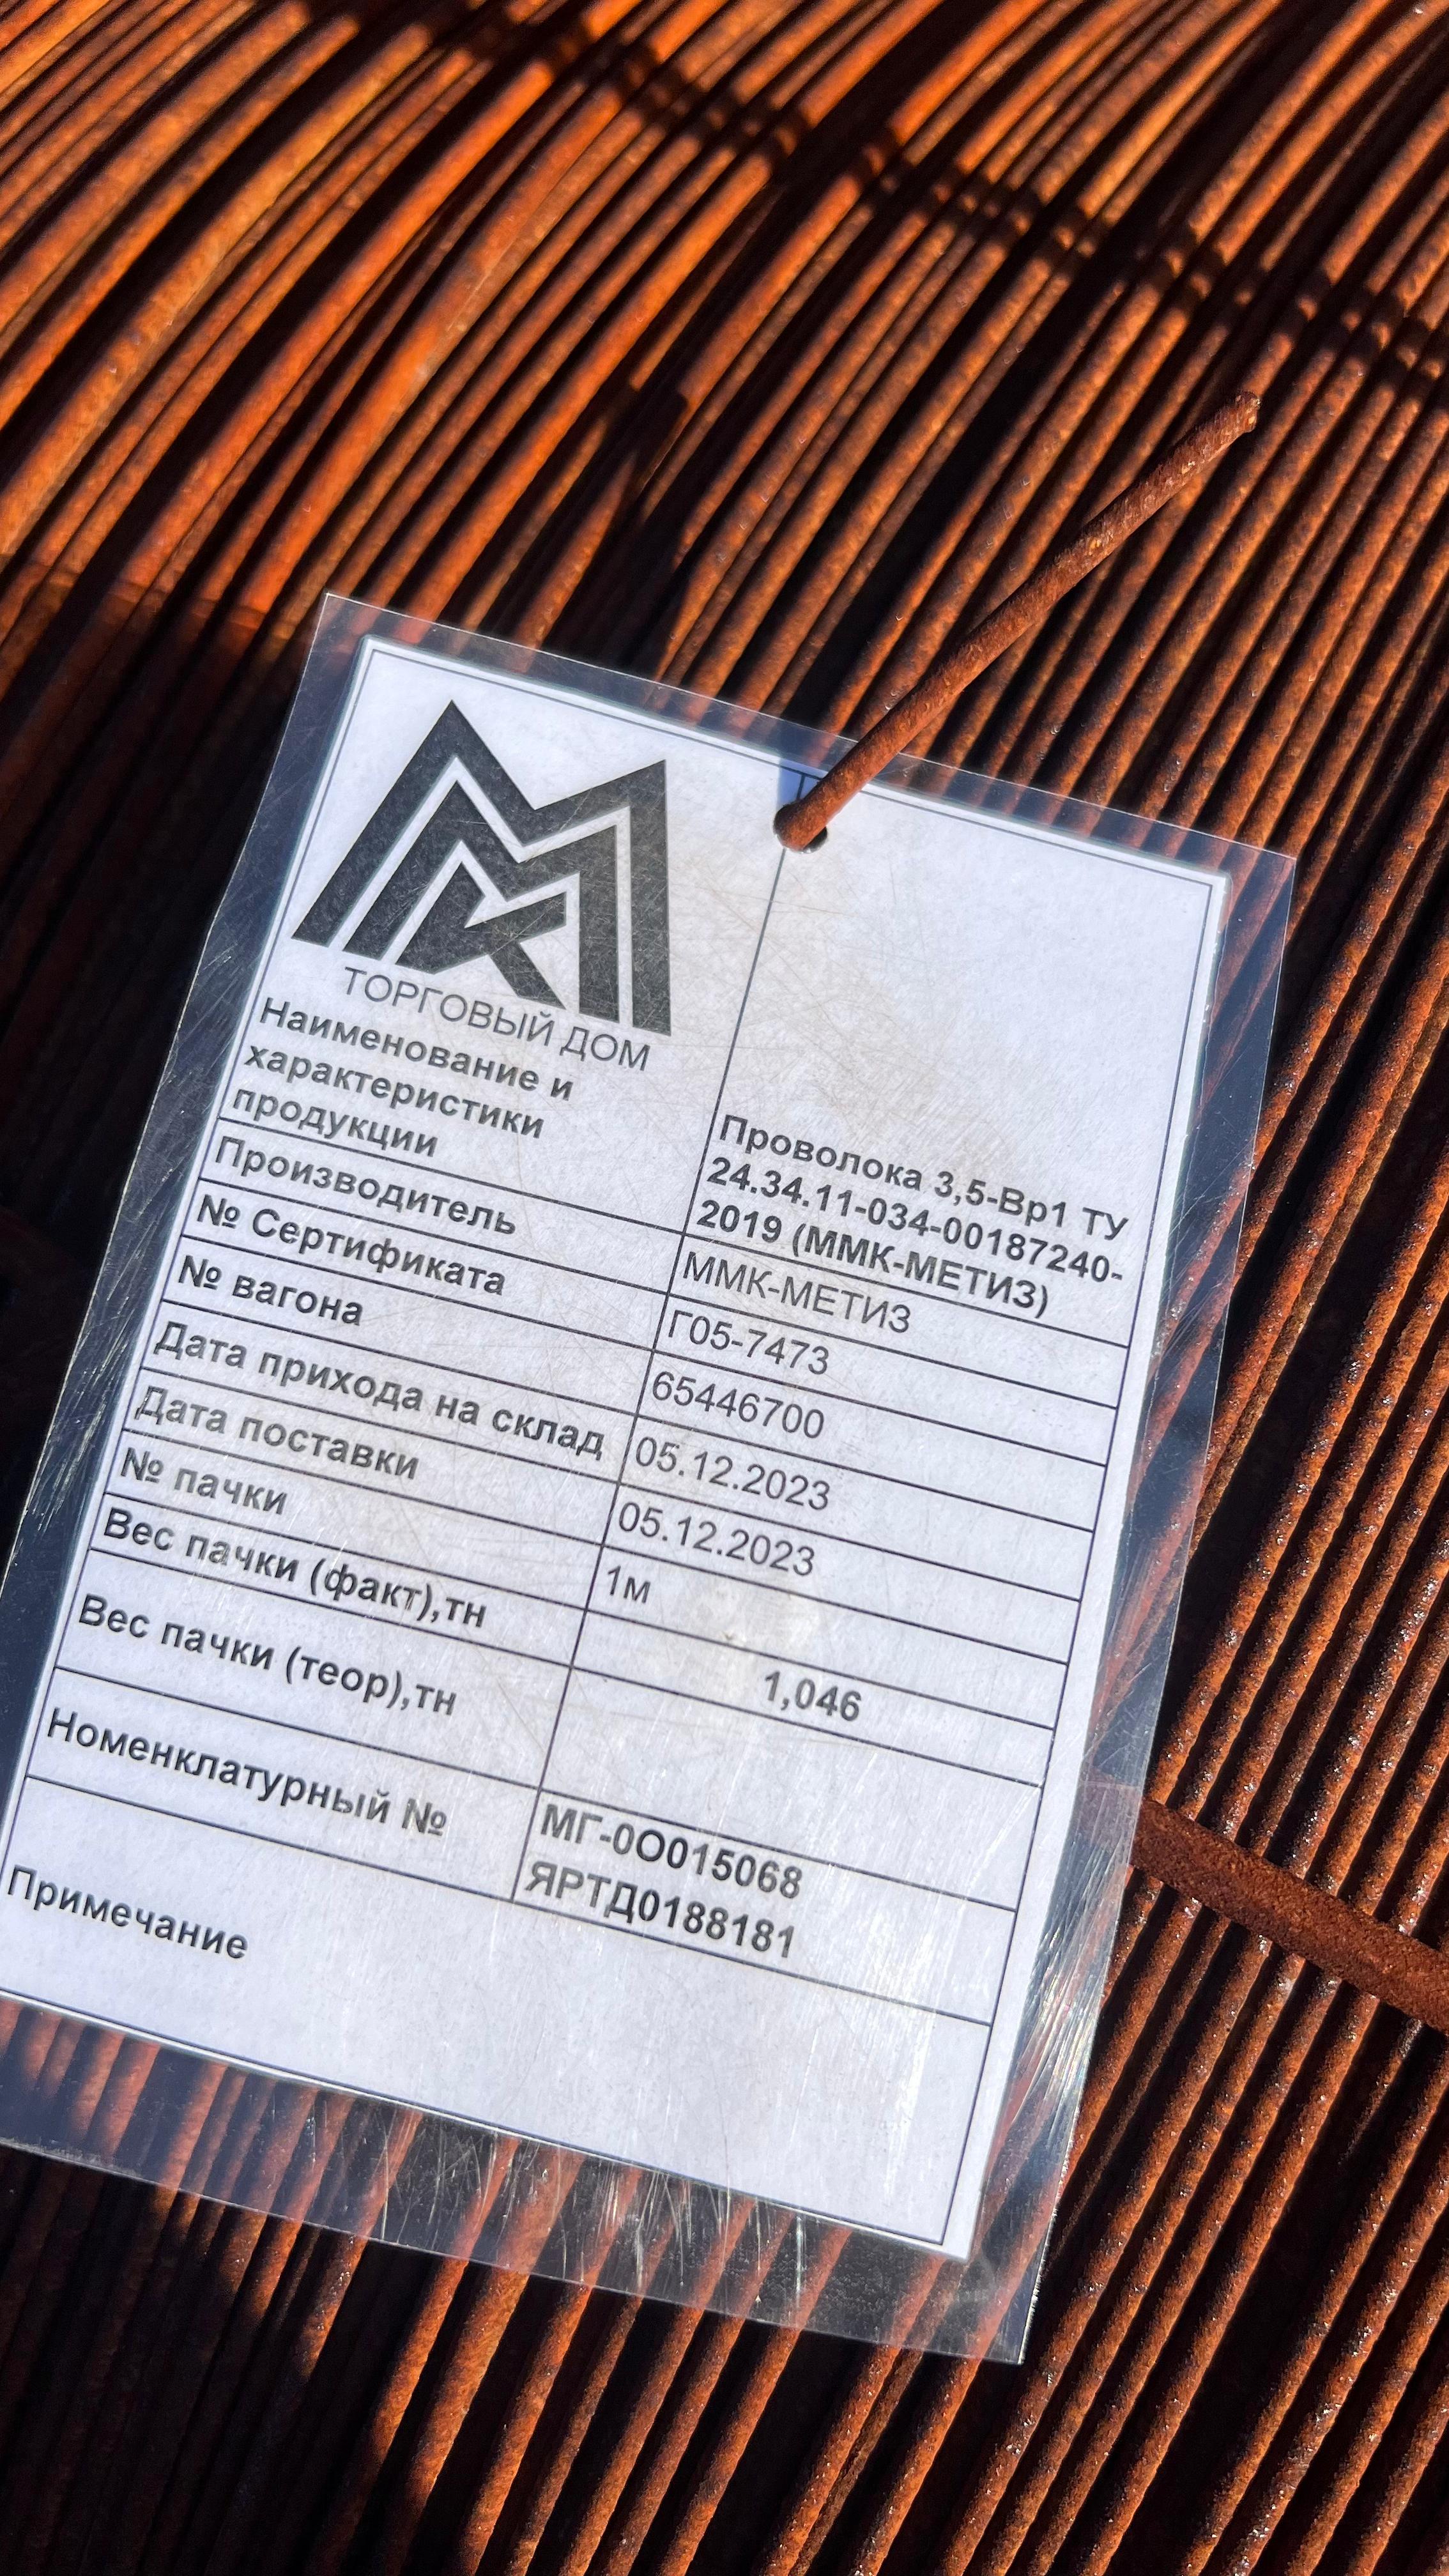 ММК
ТОРГОВЫЙ ДОМ
Наименование и
характеристики
продукции
Проволока 3,5-Вр1 ТУ
24.34.11-034-00187240-
2019 (ММК-МЕТИЗ)
Производитель
ММК-МЕТИЗ
№ Сертификата
Г05-7473
№ вагона
65446700
Дата прихода на склад
05.12.2023
Дата поставки
05.12.2023
№ пачки
1м
Вес пачки (факт),тн
1,046
Вес пачки (теор),тн
Номенклатурный №
МГ-0О015068
ЯРТД0188181
Примечание